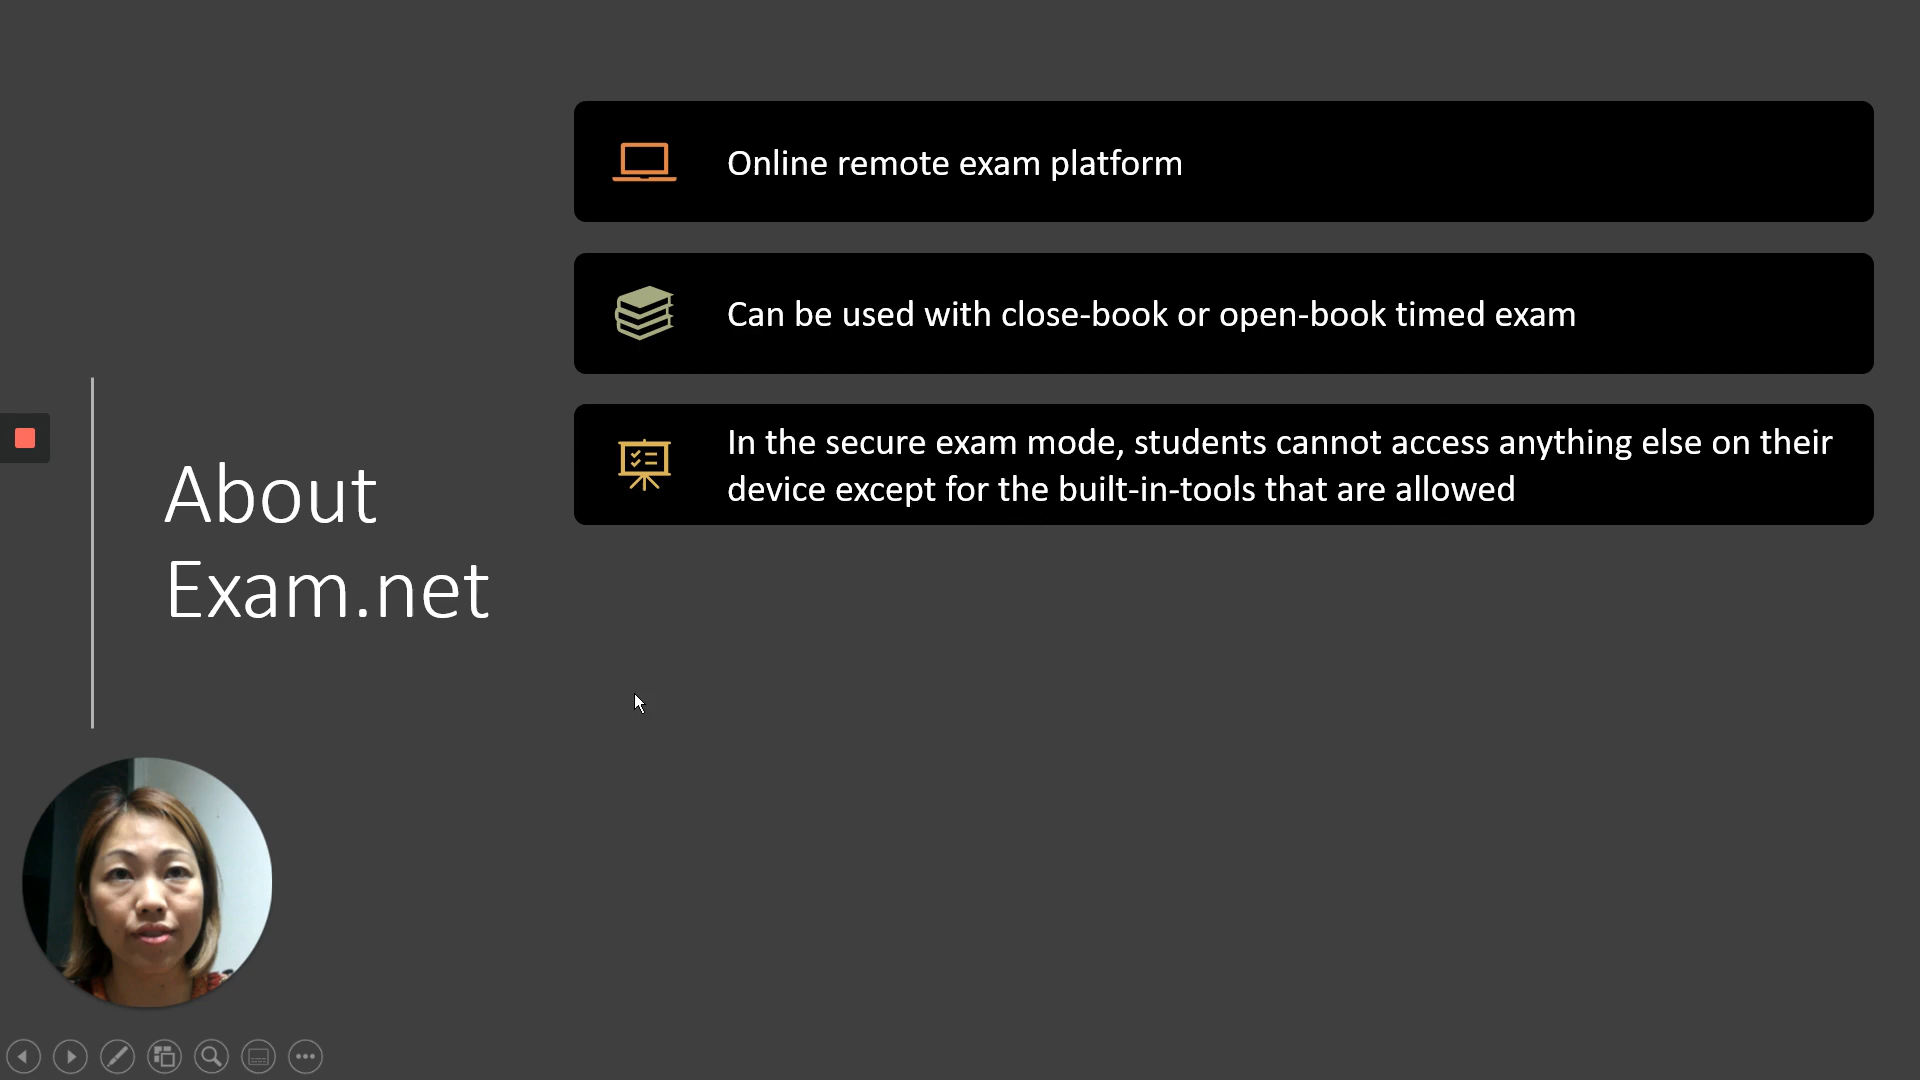 About
Exam.net
Online remote exam platform
Can be used with close-book or open-book timed exam
In the secure exam mode, students cannot access anything else on their
device except for the built-in-tools that are allowed